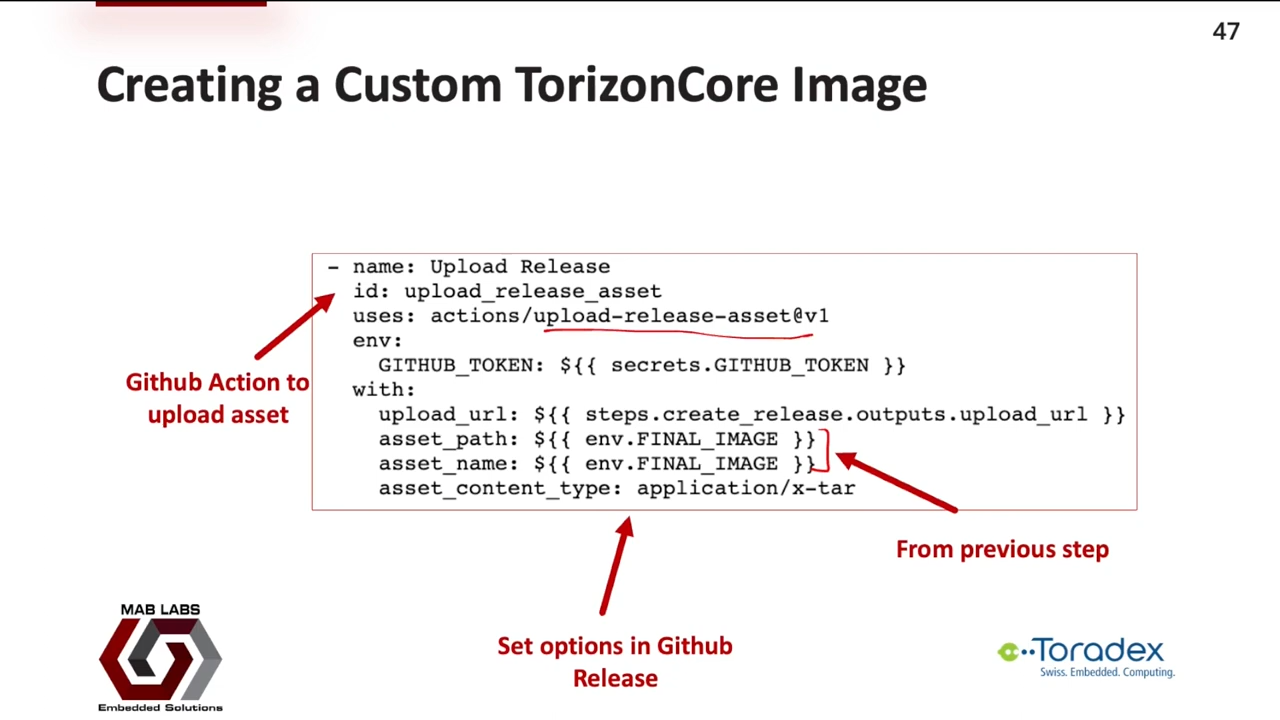 47
Creating a Custom TorizonCore Image
- name: Upload Release
id: upload_release_asset
uses: actions/upload-release-asset@v1
env:
GITHUB_TOKEN: ${{ secrets.GITHUB_TOKEN }}
with:
upload_url: ${{ steps.create_release.outputs.upload_url }}
asset_path: ${{ env.FINAL_IMAGE }}
asset_name: ${{ env.FINAL_IMAGE }}
asset_content_type: application/x-tar
Github Action to
upload asset
From previous step
Set options in Github
Release
MAB LABS
Embedded Solutions
Toradex
Swiss. Embedded. Computing.